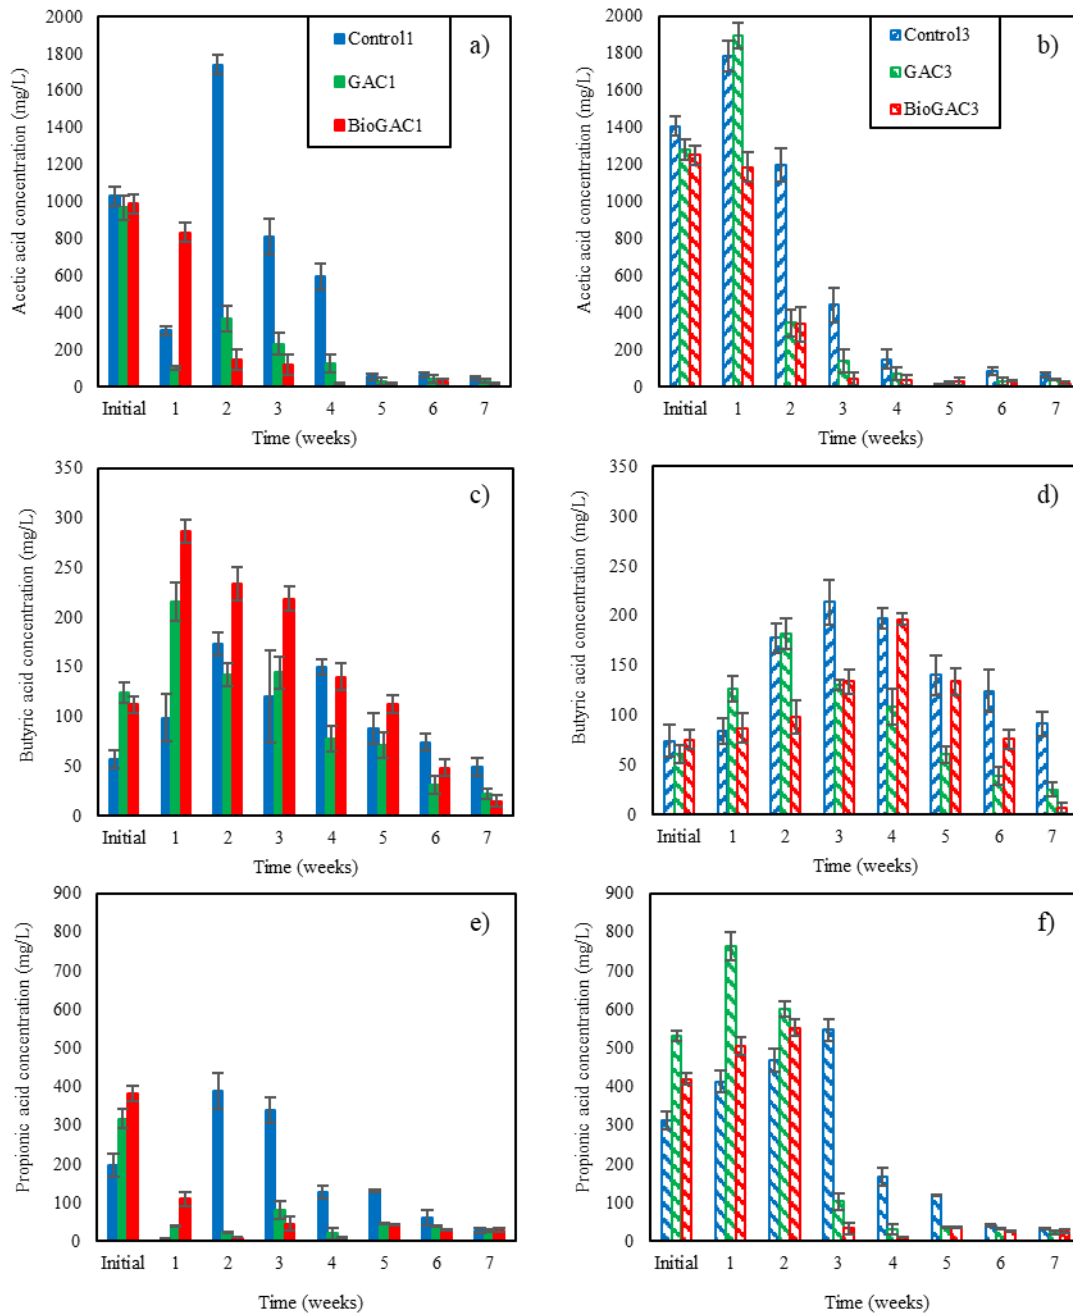 a)
Control1
GAC1
BioGAC1
Acetic acid concentration (mg/L)
2000
1800
1600
1400
1200
1000
800
600
400
200
0
Initial 1 2 3 4 5 6 7
Time (weeks)
b)
Control3
GAC3
BioGAC3
Acetic acid concentration (mg/L)
2000
1800
1600
1400
1200
1000
800
600
400
200
0
Initial 1 2 3 4 5 6 7
Time (weeks)
c)
Butyric acid concentration (mg/L)
350
300
250
200
150
100
50
0
Initial 1 2 3 4 5 6 7
Time (weeks)
d)
Butyric acid concentration (mg/L)
350
300
250
200
150
100
50
0
Initial 1 2 3 4 5 6 7
Time (weeks)
e)
Propionic acid concentration (mg/L)
900
800
700
600
500
400
300
200
100
0
Initial 1 2 3 4 5 6 7
Time (weeks)
f)
Propionic acid concentration (mg/L)
900
800
700
600
500
400
300
200
100
0
Initial 1 2 3 4 5 6 7
Time (weeks)